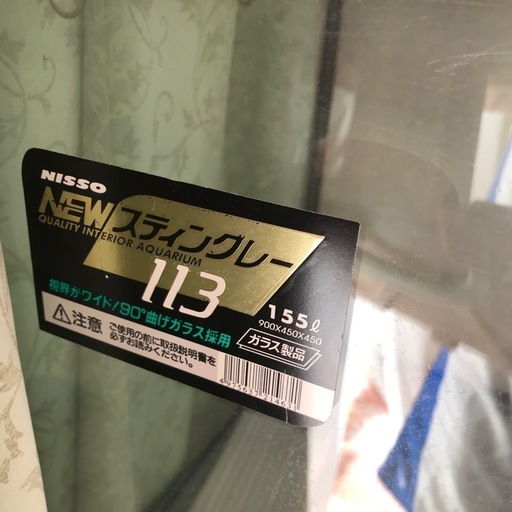 NISSO
NEW スティングレー
QUALITY INTERIOR AQUARIUM
113
155ℓ
900X450X450
視界がワイド/90°曲げガラス採用
ガラス製品
⚠注意 ご使用の前に取扱説明書を
必ずお読みください。